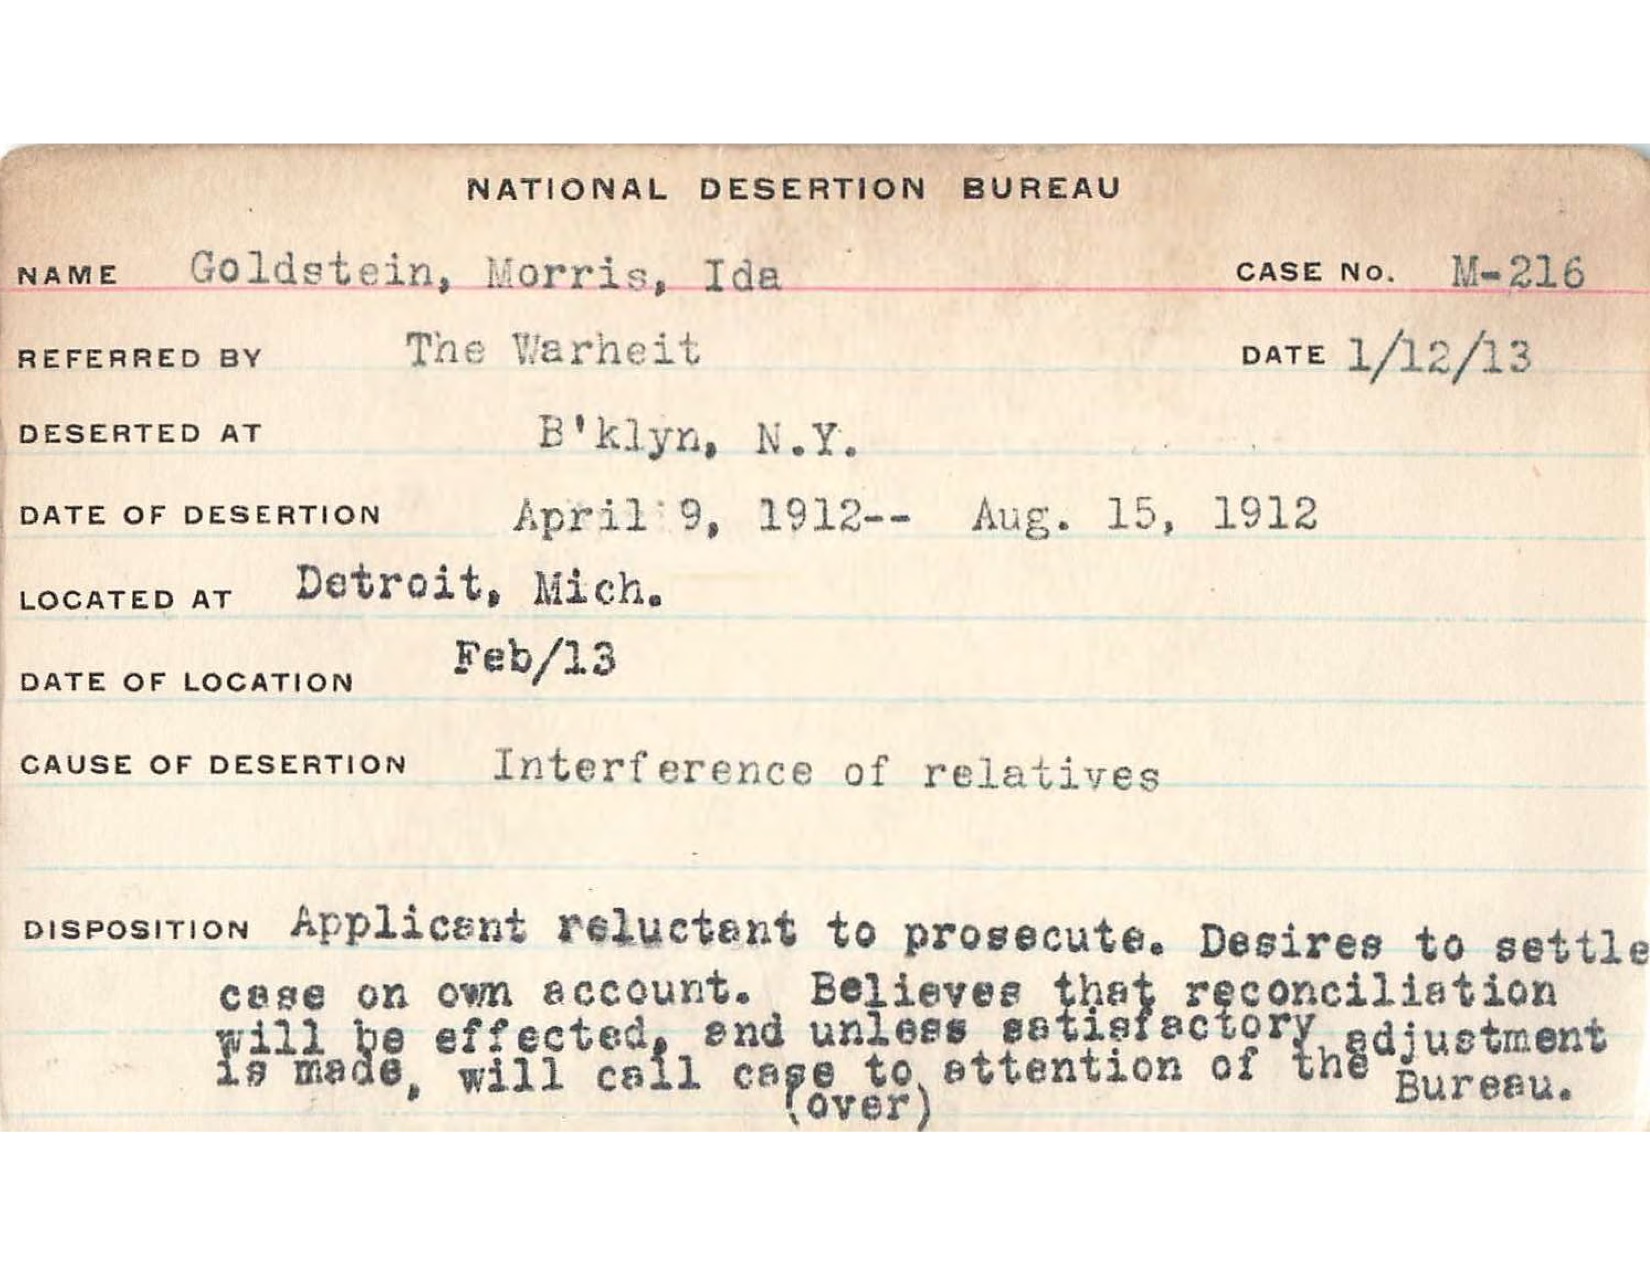 NATIONAL DESERTION BUREAU
NAME Goldstein, Morris, Ida CASE No. M-216
REFERRED BY The Warheit DATE 1/12/13
DESERTED AT B'klyn, N.Y.
DATE OF DESERTION April 9, 1912-- Aug. 15, 1912
LOCATED AT Detroit, Mich.
DATE OF LOCATION Feb/13
CAUSE OF DESERTION Interference of relatives
DISPOSITION Applicant reluctant to prosecute. Desires to settle
case on own account. Believes that reconciliation
will be effected, and unless satisfactory adjustment
is made, will call case to attention of the Bureau.
(over)